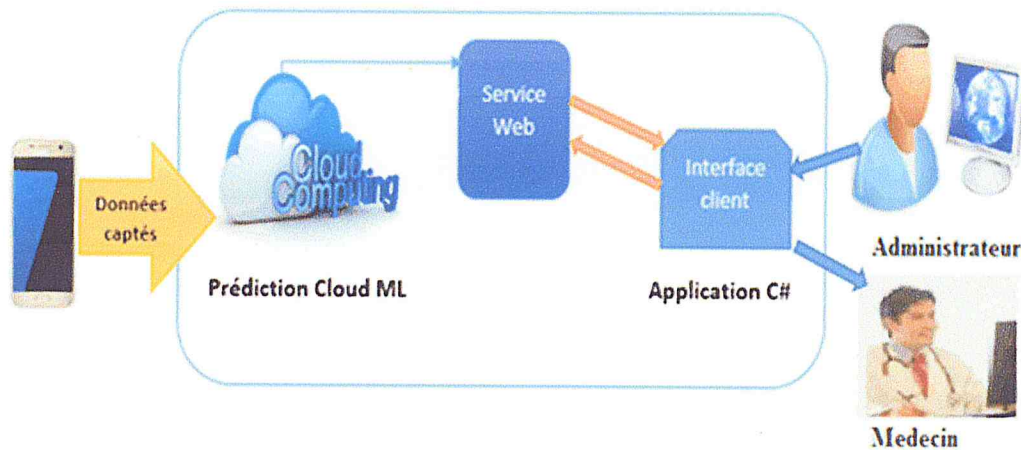 Données
captés
Cloud
Computing
Prédiction Cloud ML
Service
Web
Interface
client
Application C#
Administrateur
Medecin